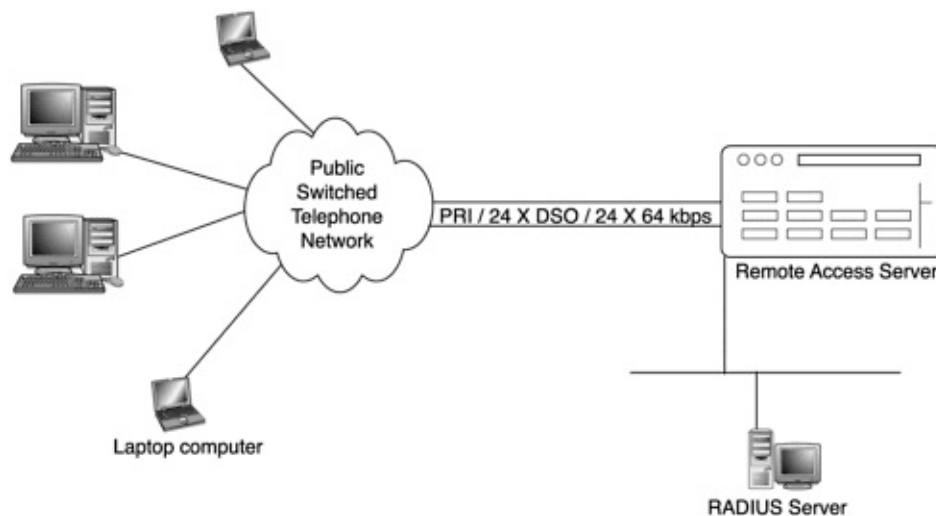 Public
Switched
Telephone
Network
PRI / 24 X DSO / 24 X 64 kbps
Remote Access Server
Laptop computer
RADIUS Server